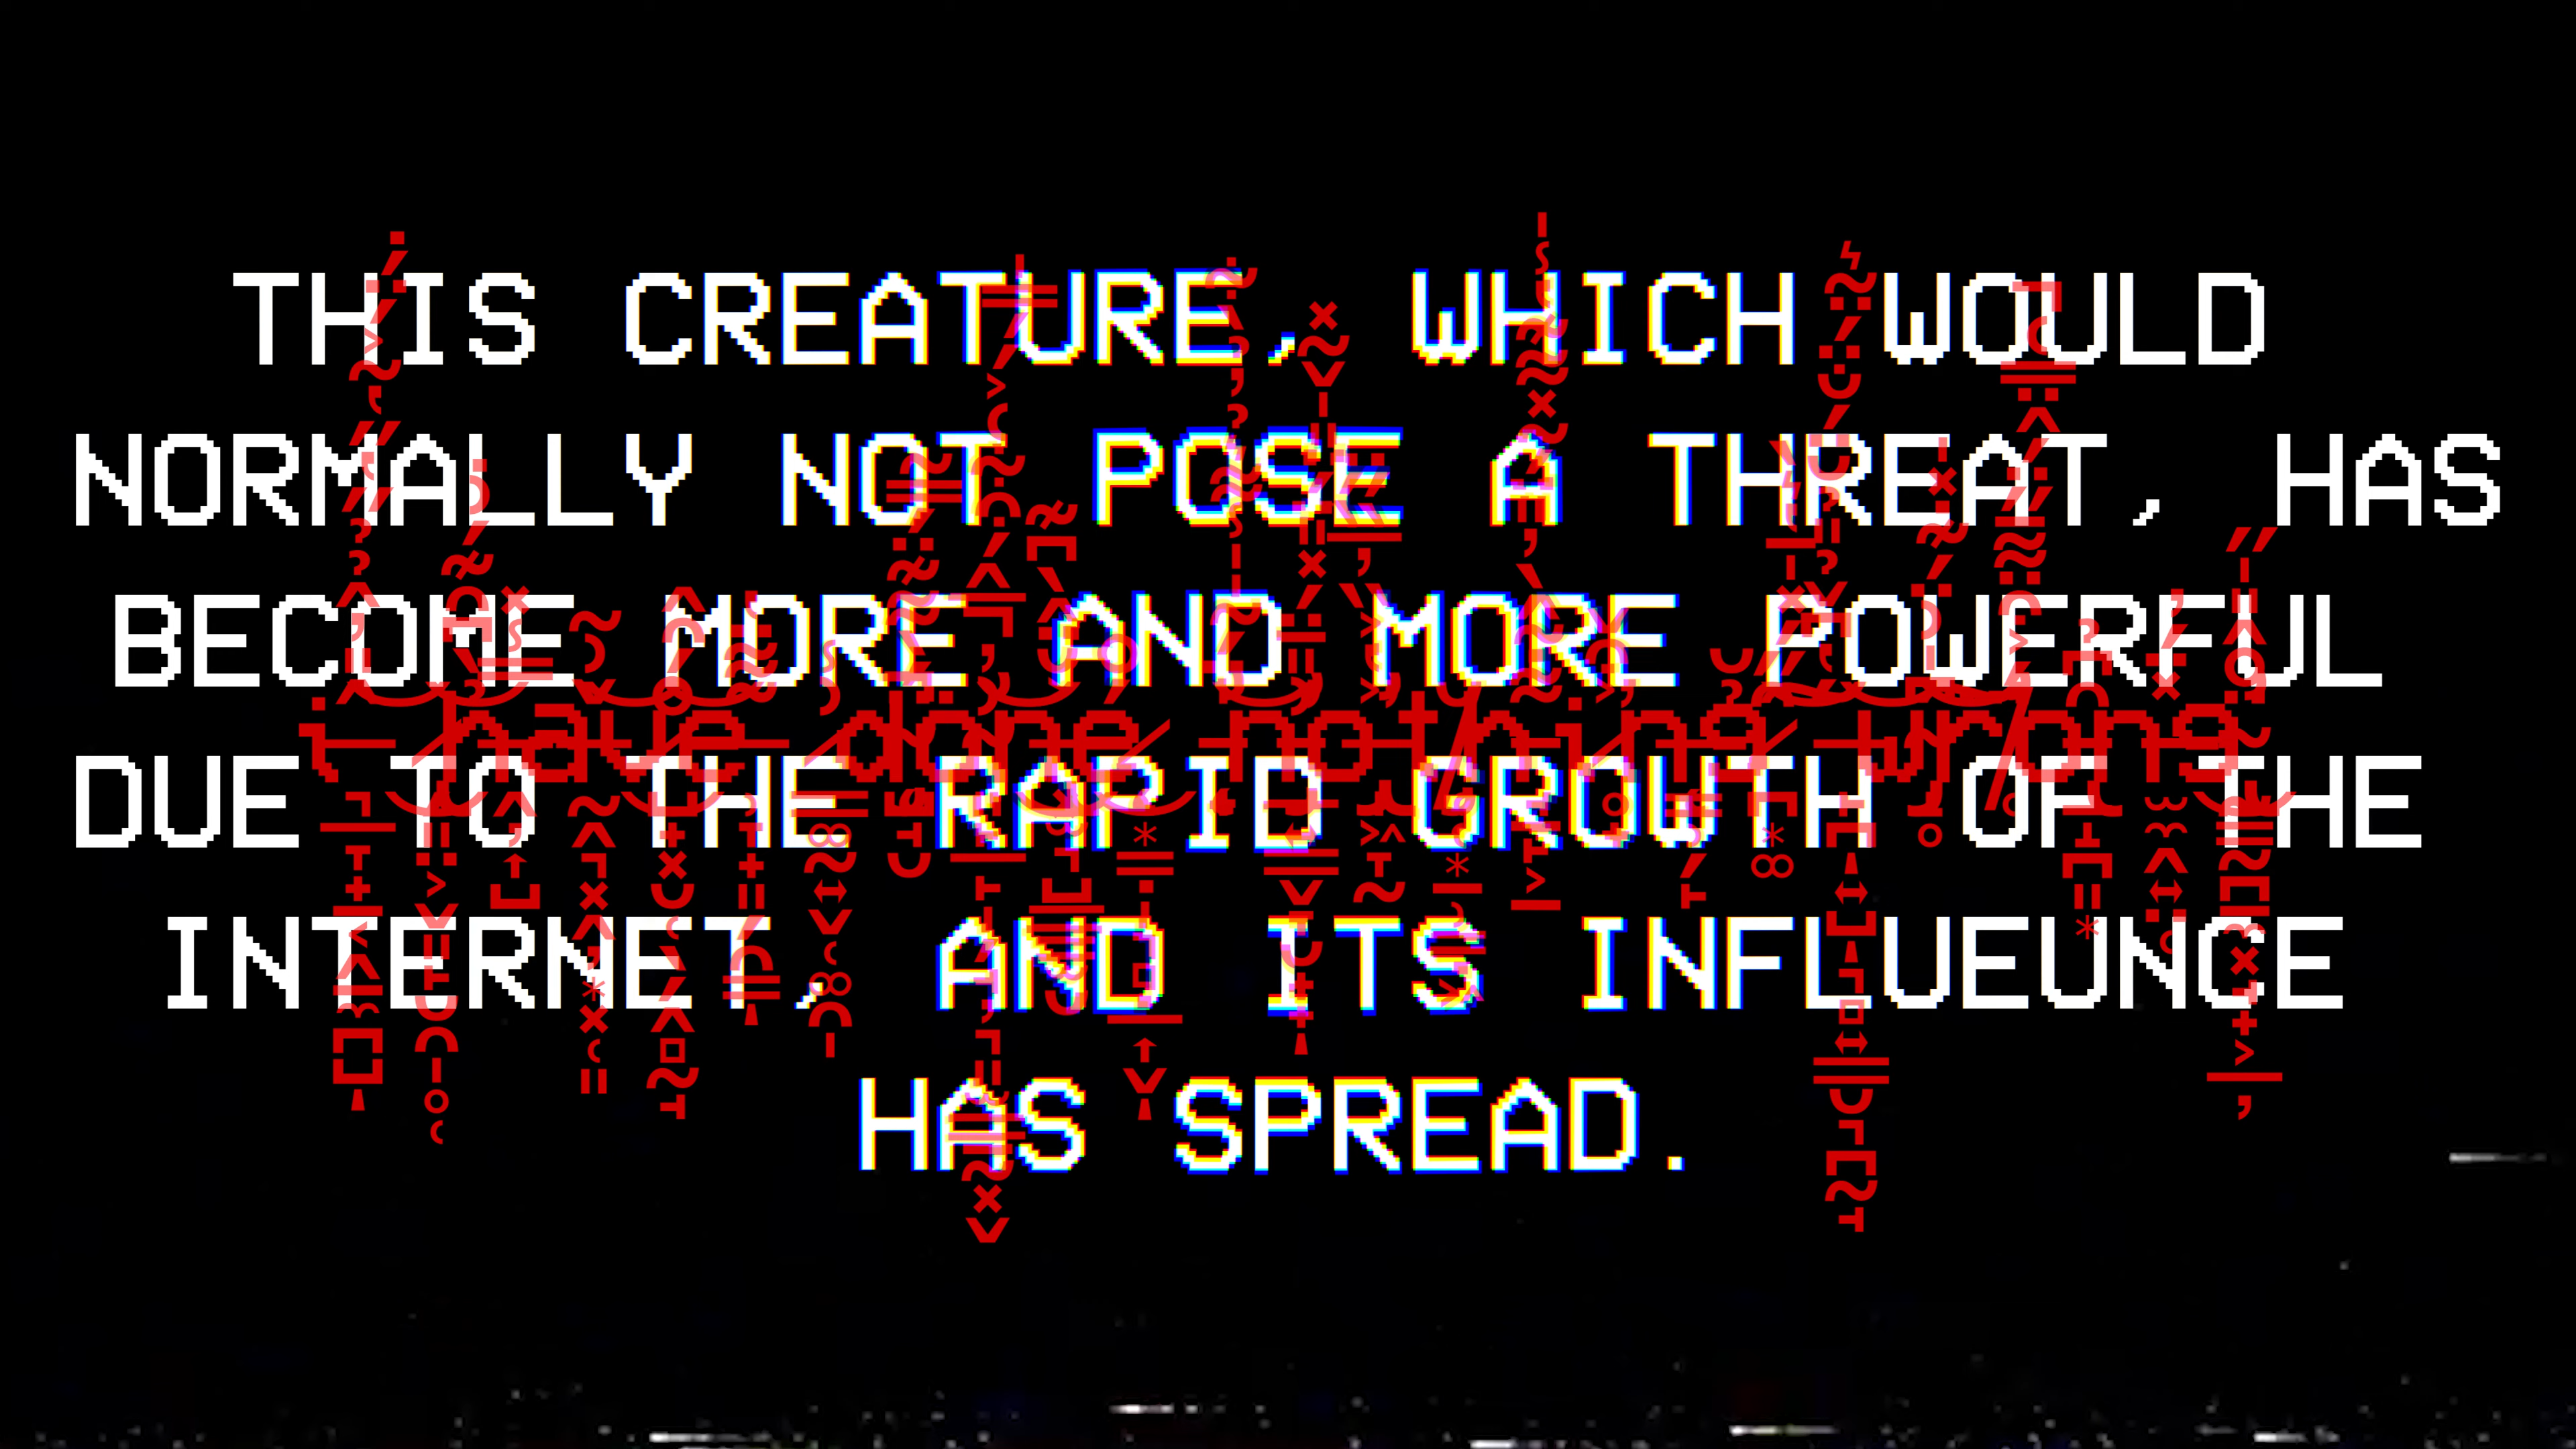 THIS CREATURE, WHICH WOULD
NORMALLY NOT POSE A THREAT, HAS
BECOME MORE AND MORE POWERFUL
i have done nothing wrong
DUE TO THE RAPID GROWTH OF THE
INTERNET, AND ITS INFLUEUNCE
HAS SPREAD.